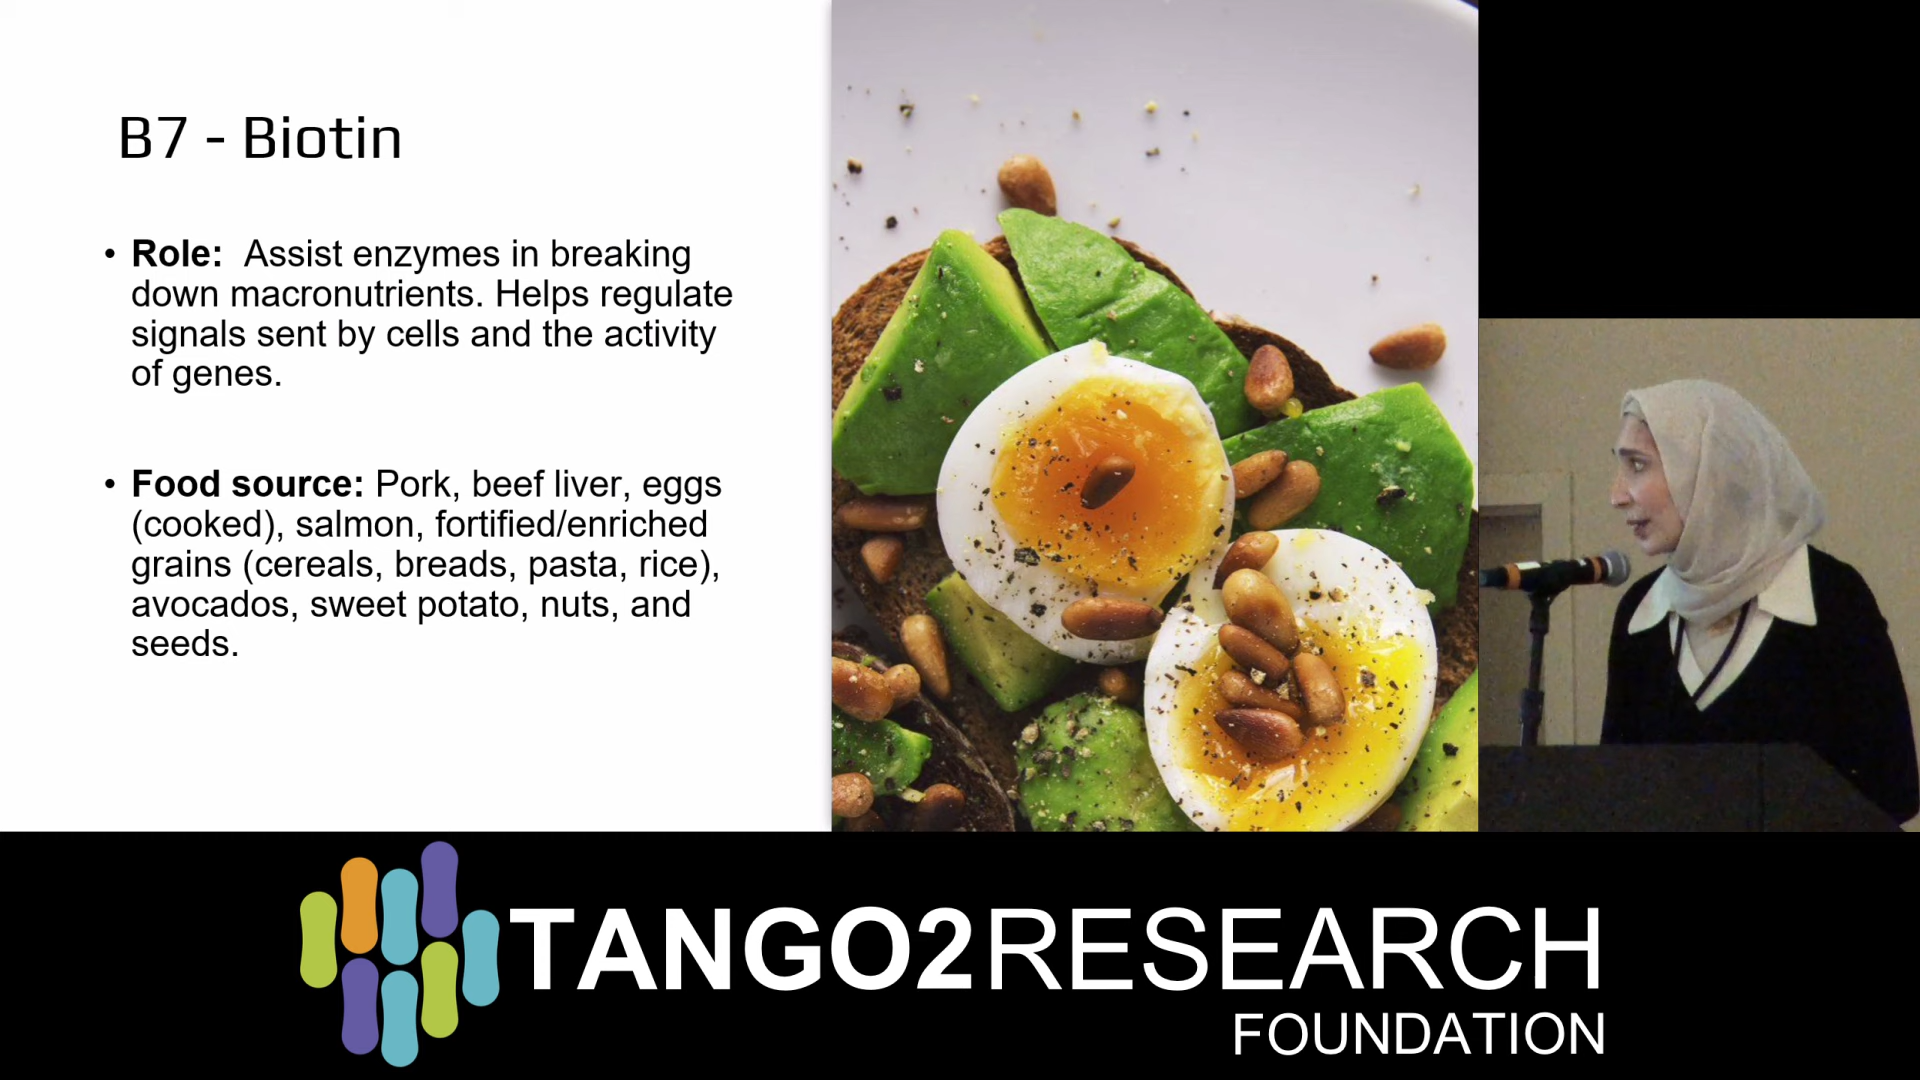 B7 - Biotin
• Role: Assist enzymes in breaking
down macronutrients. Helps regulate
signals sent by cells and the activity
of genes.
• Food source: Pork, beef liver, eggs
(cooked), salmon, fortified/enriched
grains (cereals, breads, pasta, rice),
avocados, sweet potato, nuts, and
seeds.
TANGO2RESEARCH
FOUNDATION